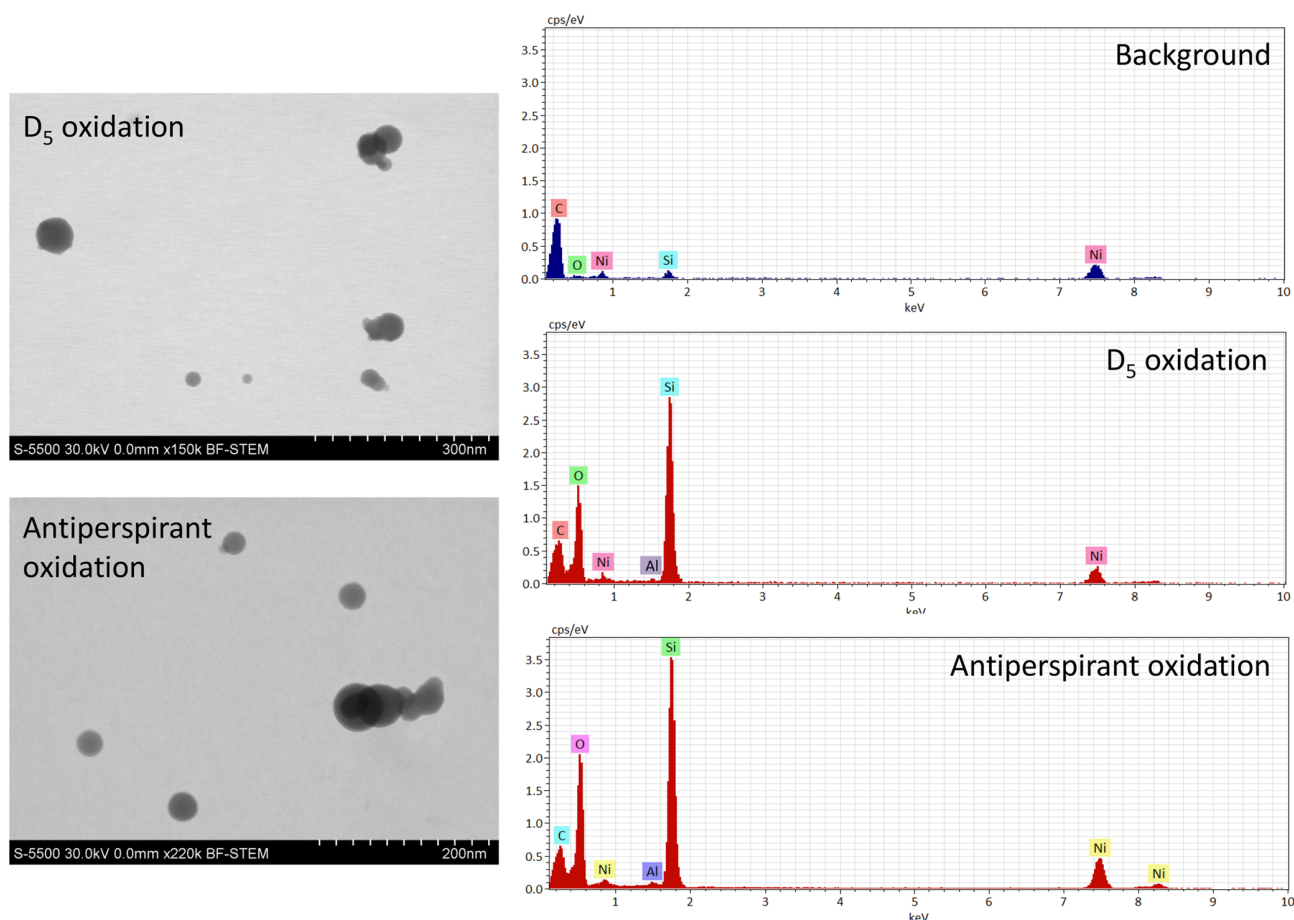 D₅ oxidation
S-5500 30.0kV 0.0mm x150k BF-STEM 300nm
Antiperspirant
oxidation
S-5500 30.0kV 0.0mm x220k BF-STEM 200nm
cps/eV
Background
3.5
3.0
2.5
2.0
1.5
1.0
0.5
0.0
C
O
Ni
Si
Ni
1 2 3 4 5 6 7 8 9 10
keV
cps/eV
D₅ oxidation
3.5
3.0
2.5
2.0
1.5
1.0
0.5
0.0
Si
O
C
Ni
Al
Ni
1 2 3 4 5 6 7 8 9 10
keV
cps/eV
Antiperspirant oxidation
3.5
3.0
2.5
2.0
1.5
1.0
0.5
0.0
Si
O
C
Ni
Al
Ni
Ni
1 2 3 4 5 6 7 8 9 10
keV